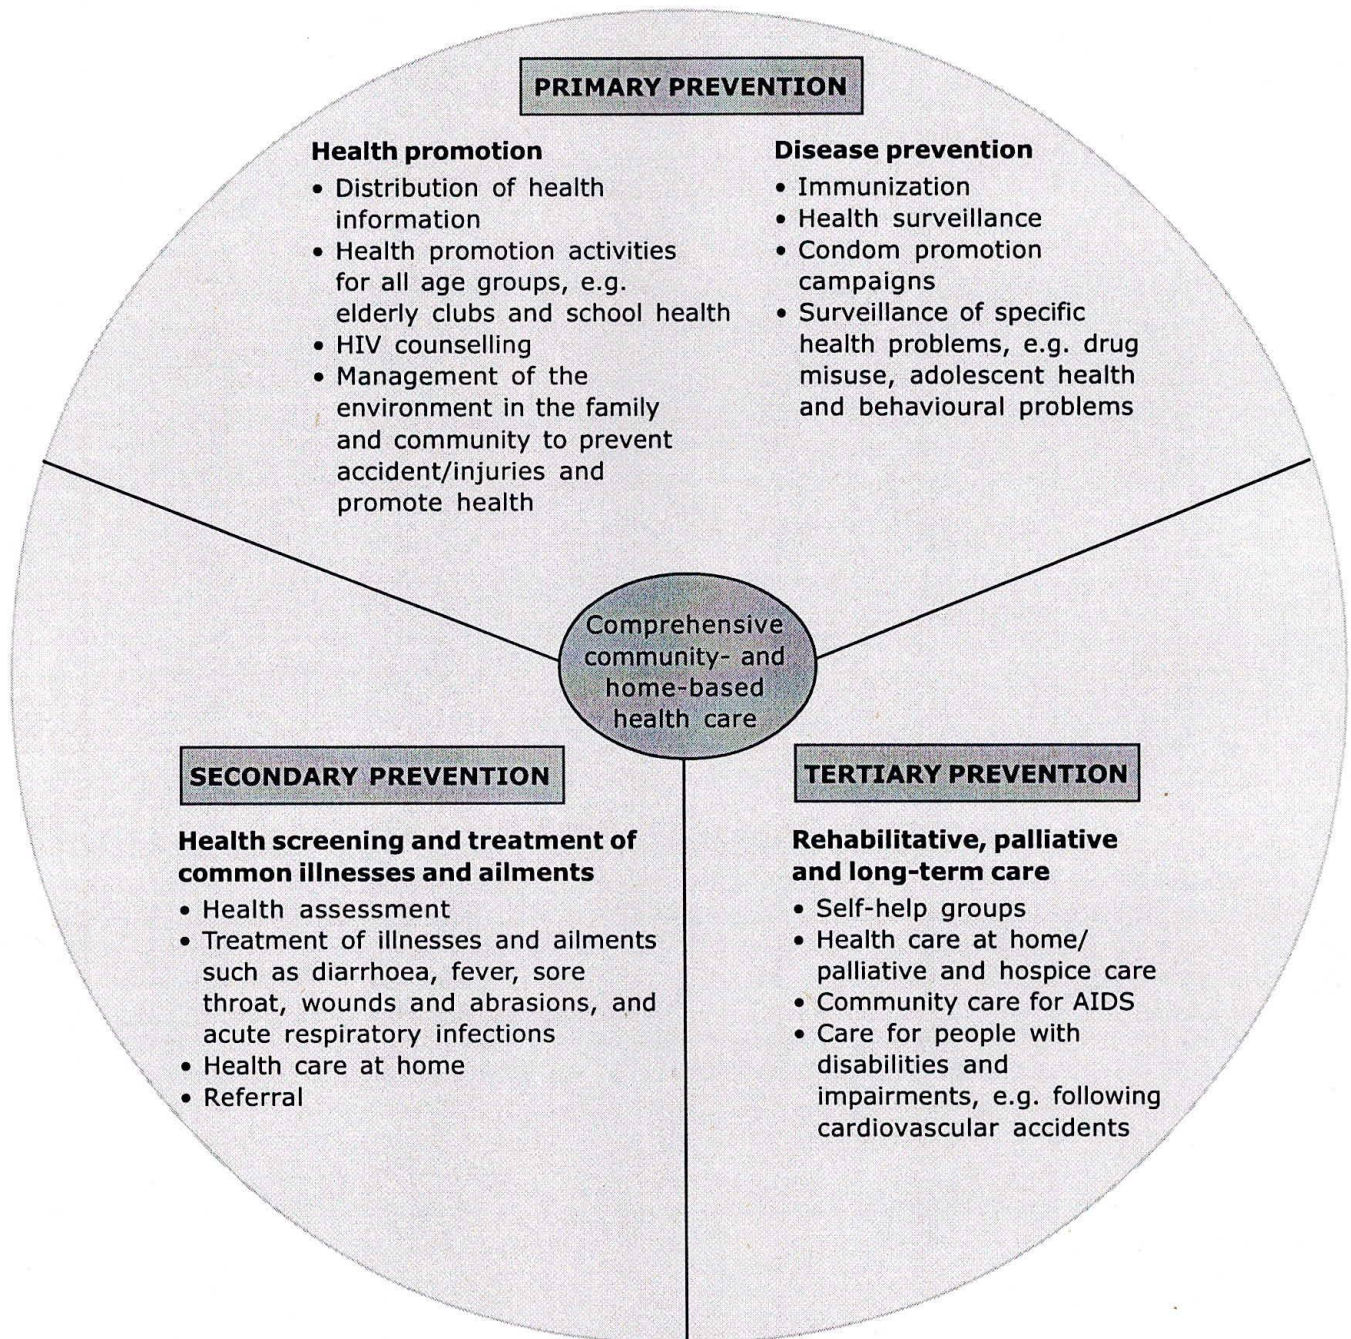 PRIMARY PREVENTION
Health promotion
• Distribution of health
information
• Health promotion activities
for all age groups, e.g.
elderly clubs and school health
• HIV counselling
• Management of the
environment in the family
and community to prevent
accident/injuries and
promote health
Disease prevention
• Immunization
• Health surveillance
• Condom promotion
campaigns
• Surveillance of specific
health problems, e.g. drug
misuse, adolescent health
and behavioural problems
Comprehensive
community- and
home-based
health care
SECONDARY PREVENTION
Health screening and treatment of
common illnesses and ailments
• Health assessment
• Treatment of illnesses and ailments
such as diarrhoea, fever, sore
throat, wounds and abrasions, and
acute respiratory infections
• Health care at home
• Referral
TERTIARY PREVENTION
Rehabilitative, palliative
and long-term care
• Self-help groups
• Health care at home/
palliative and hospice care
• Community care for AIDS
• Care for people with
disabilities and
impairments, e.g. following
cardiovascular accidents